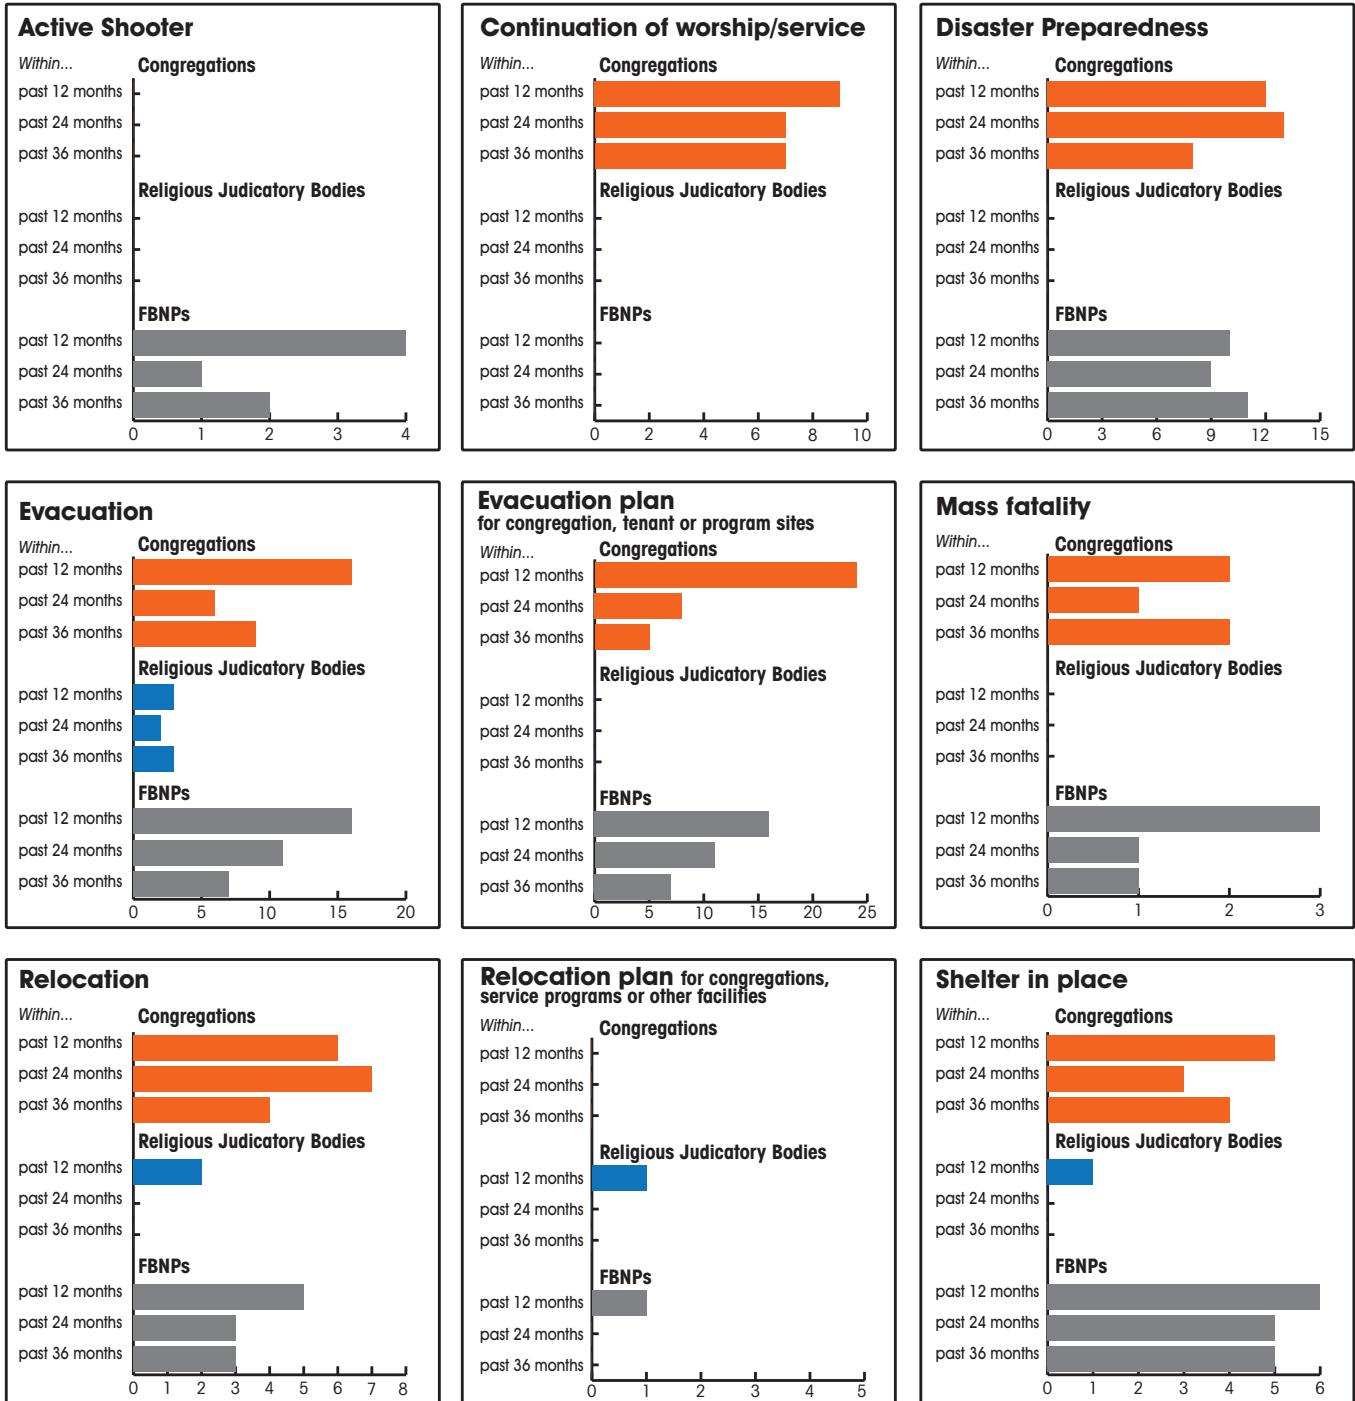 Active Shooter
Within...
Congregations
past 12 months
past 24 months
past 36 months
Religious Judicatory Bodies
past 12 months
past 24 months
past 36 months
FBNPs
past 12 months
past 24 months
past 36 months
0 1 2 3 4
Continuation of worship/service
Within...
Congregations
past 12 months
past 24 months
past 36 months
Religious Judicatory Bodies
past 12 months
past 24 months
past 36 months
FBNPs
past 12 months
past 24 months
past 36 months
0 2 4 6 8 10
Disaster Preparedness
Within...
Congregations
past 12 months
past 24 months
past 36 months
Religious Judicatory Bodies
past 12 months
past 24 months
past 36 months
FBNPs
past 12 months
past 24 months
past 36 months
0 3 6 9 12 15
Evacuation
Within...
Congregations
past 12 months
past 24 months
past 36 months
Religious Judicatory Bodies
past 12 months
past 24 months
past 36 months
FBNPs
past 12 months
past 24 months
past 36 months
0 5 10 15 20
Evacuation plan
for congregation, tenant or program sites
Within...
Congregations
past 12 months
past 24 months
past 36 months
Religious Judicatory Bodies
past 12 months
past 24 months
past 36 months
FBNPs
past 12 months
past 24 months
past 36 months
0 5 10 15 20 25
Mass fatality
Within...
Congregations
past 12 months
past 24 months
past 36 months
Religious Judicatory Bodies
past 12 months
past 24 months
past 36 months
FBNPs
past 12 months
past 24 months
past 36 months
0 1 2 3
Relocation
Within...
Congregations
past 12 months
past 24 months
past 36 months
Religious Judicatory Bodies
past 12 months
past 24 months
past 36 months
FBNPs
past 12 months
past 24 months
past 36 months
0 1 2 3 4 5 6 7 8
Relocation plan for congregations,
service programs or other facilities
Within...
Congregations
past 12 months
past 24 months
past 36 months
Religious Judicatory Bodies
past 12 months
past 24 months
past 36 months
FBNPs
past 12 months
past 24 months
past 36 months
0 1 2 3 4 5
Shelter in place
Within...
Congregations
past 12 months
past 24 months
past 36 months
Religious Judicatory Bodies
past 12 months
past 24 months
past 36 months
FBNPs
past 12 months
past 24 months
past 36 months
0 1 2 3 4 5 6